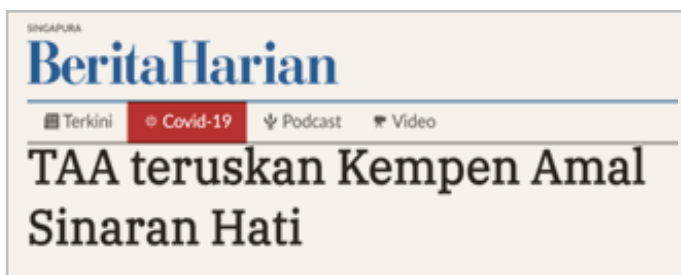 SINGAPURA
BeritaHarian
Terkini Covid-19 Podcast Video
TAA teruskan Kempen Amal
Sinaran Hati